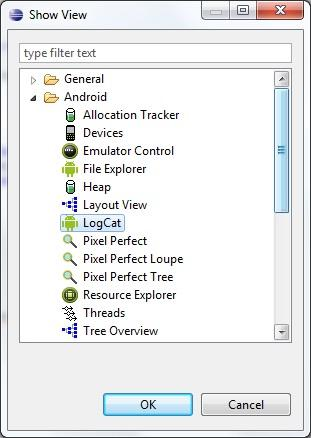 Show View
type filter text
General
Android
Allocation Tracker
Devices
Emulator Control
File Explorer
Heap
Layout View
LogCat
Pixel Perfect
Pixel Perfect Loupe
Pixel Perfect Tree
Resource Explorer
Threads
Tree Overview
OK Cancel